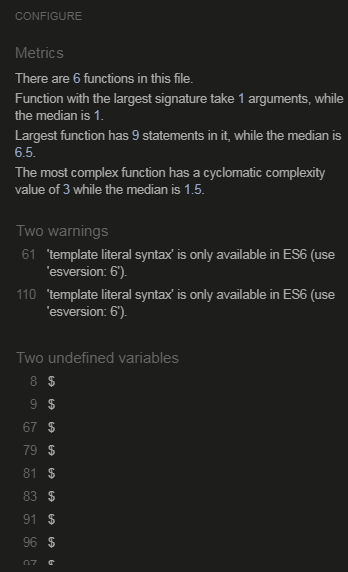 CONFIGURE
Metrics
There are 6 functions in this file.
Function with the largest signature take 1 arguments, while
the median is 1.
Largest function has 9 statements in it, while the median is
6.5.
The most complex function has a cyclomatic complexity
value of 3 while the median is 1.5.
Two warnings
61 'template literal syntax' is only available in ES6 (use
'esversion: 6').
110 'template literal syntax' is only available in ES6 (use
'esversion: 6').
Two undefined variables
8 $
9 $
67 $
79 $
81 $
83 $
91 $
96 $
97 $